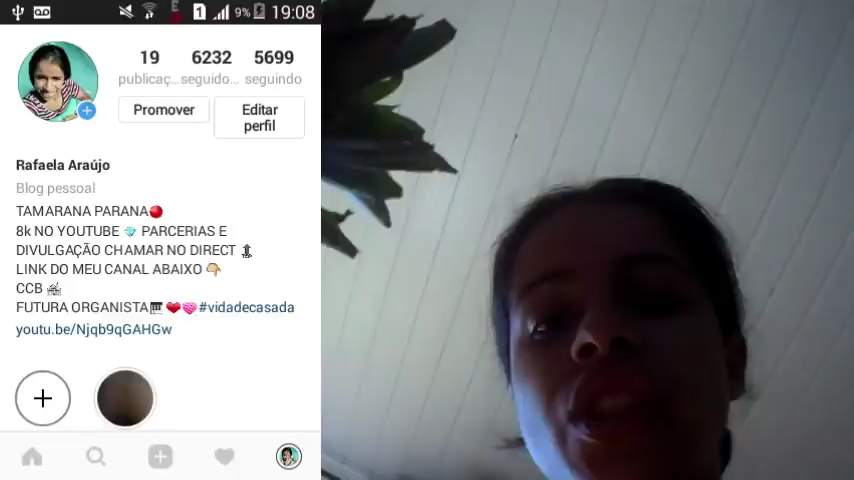 9% 19:08
19 6232 5699
publicaç... seguido... seguindo
Promover
Editar
perfil
Rafaela Araújo
Blog pessoal
TAMARANA PARANA
8k NO YOUTUBE 💎 PARCERIAS E
DIVULGAÇÃO CHAMAR NO DIRECT
LINK DO MEU CANAL ABAIXO 👇
CCB
FUTURA ORGANISTA🎹❤️💖#vidadecasada
youtu.be/Njqb9qGAHGw